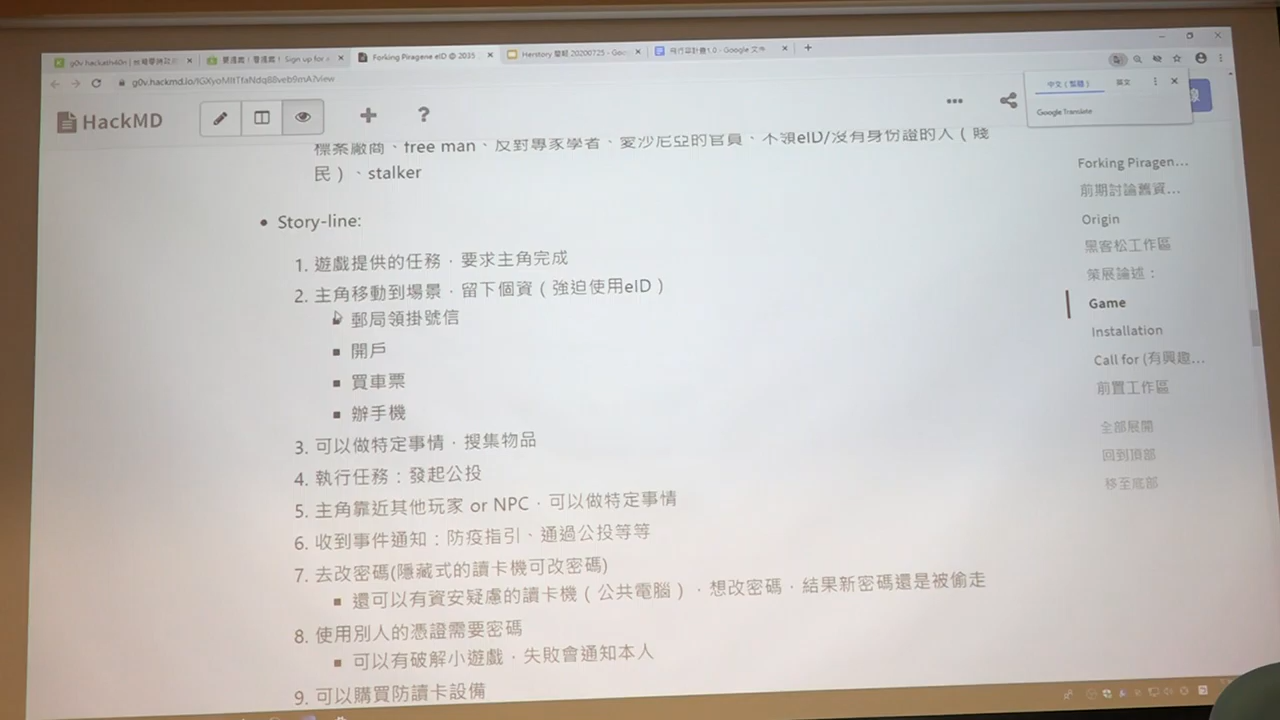 Forking Piragene eID @ 2035
Herstory 簡報 20200725 - Goo
Google 文件
HackMD
中文（繁體）
英文
Google Translate
標案廠商、free man、反對專家學者、愛沙尼亞的官員、不領eID/沒有身份證的人（賤
民）、stalker
Story-line:
1. 遊戲提供的任務，要求主角完成
2. 主角移動到場景，留下個資（強迫使用eID）
郵局領掛號信
開戶
買車票
辦手機
3. 可以做特定事情，搜集物品
4. 執行任務：發起公投
5. 主角靠近其他玩家 or NPC，可以做特定事情
6. 收到事件通知：防疫指引、通過公投等等
7. 去改密碼(隱藏式的讀卡機可改密碼)
還可以有資安疑慮的讀卡機（公共電腦），想改密碼，結果新密碼還是被偷走
8. 使用別人的憑證需要密碼
可以有破解小遊戲，失敗會通知本人
9. 可以購買防讀卡設備
Forking Piragen...
前期討論舊資...
Origin
黑客松工作區
策展論述：
Game
Installation
Call for (有興趣...
前置工作區
全部展開
回到頂部
移至底部